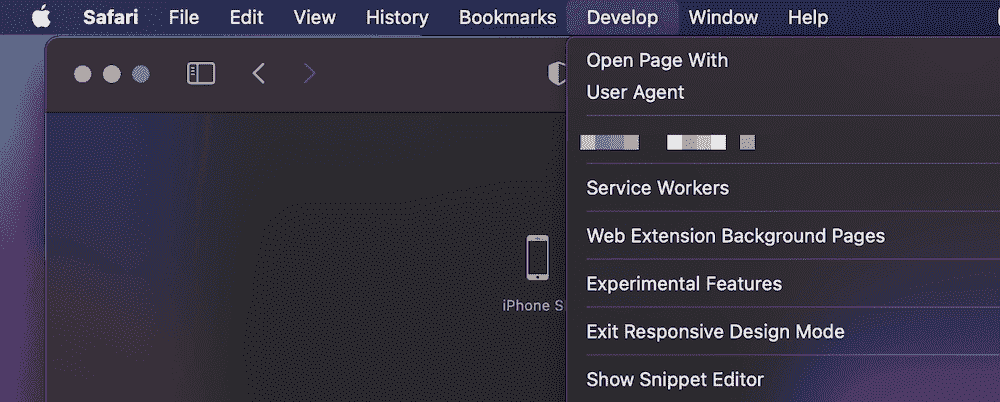 Safari File Edit View History Bookmarks Develop Window Help
Open Page With
User Agent
Service Workers
Web Extension Background Pages
iPhone
Experimental Features
Exit Responsive Design Mode
Show Snippet Editor